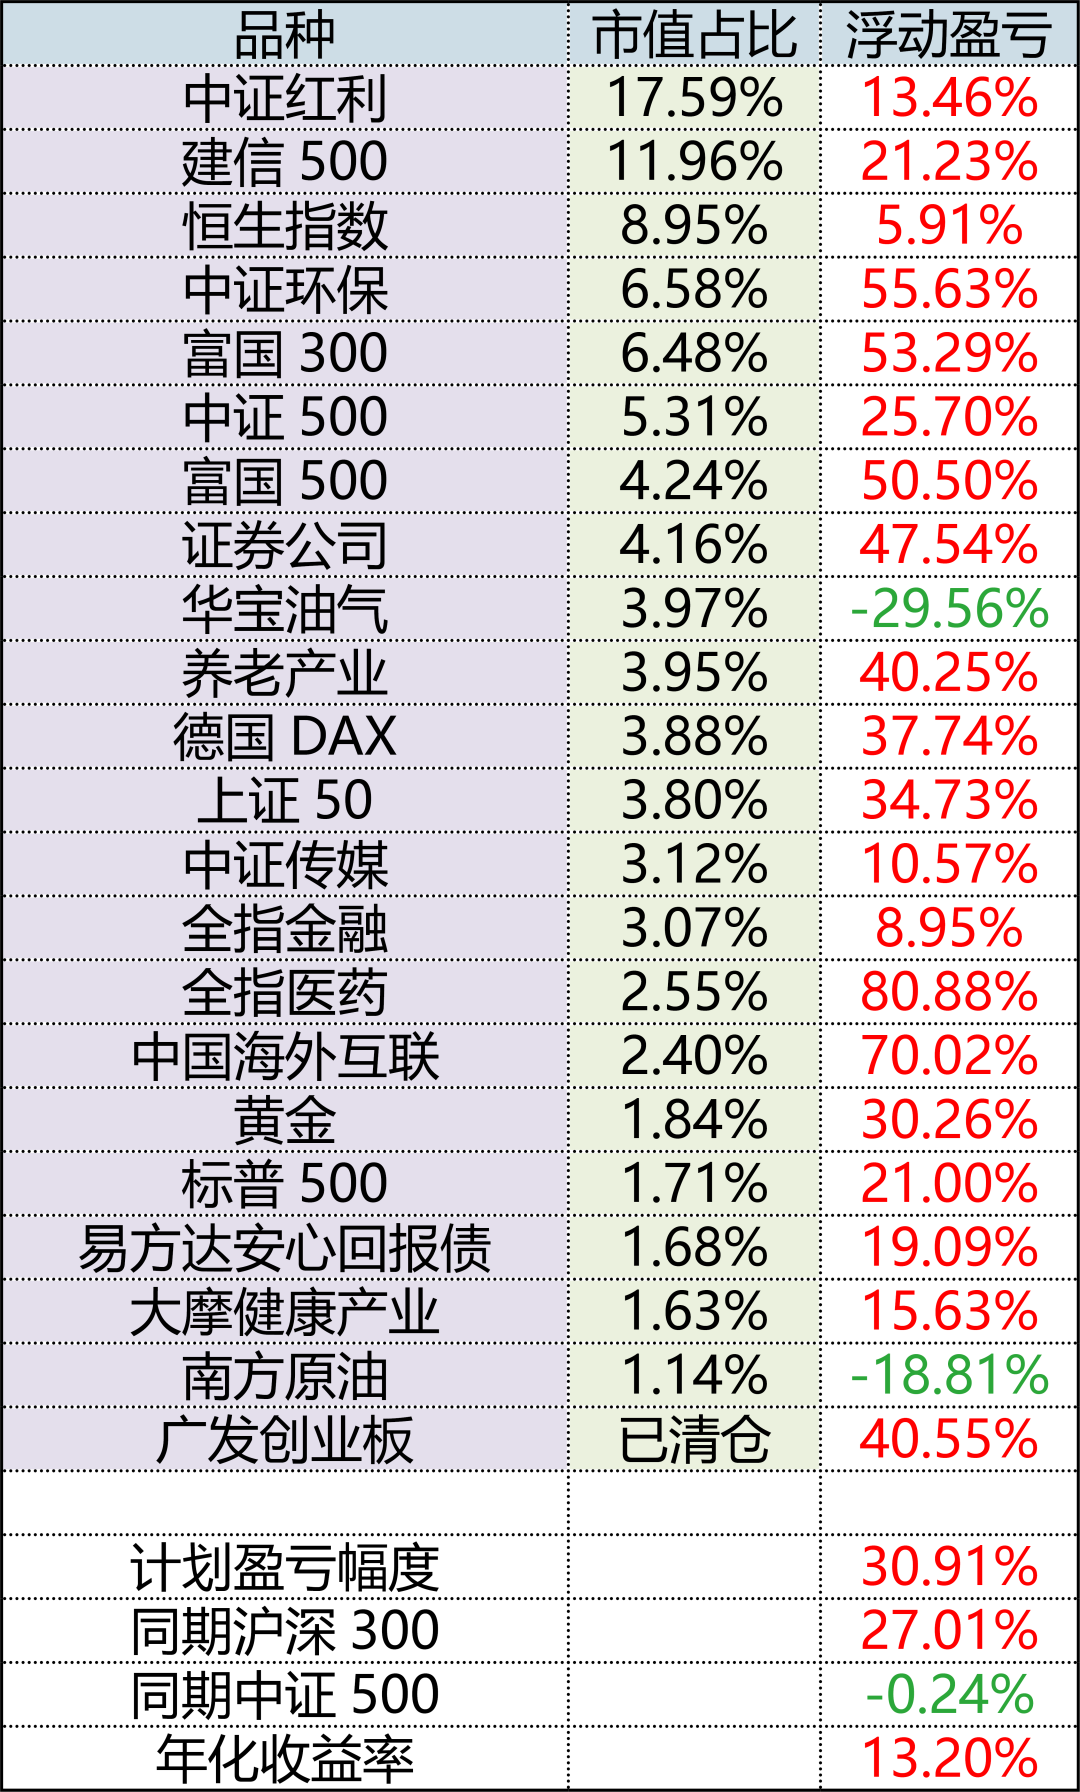 品种 市值占比 浮动盈亏
中证红利 17.59% 13.46%
建信 500 11.96% 21.23%
恒生指数 8.95% 5.91%
中证环保 6.58% 55.63%
富国 300 6.48% 53.29%
中证 500 5.31% 25.70%
富国 500 4.24% 50.50%
证券公司 4.16% 47.54%
华宝油气 3.97% -29.56%
养老产业 3.95% 40.25%
德国 DAX 3.88% 37.74%
上证 50 3.80% 34.73%
中证传媒 3.12% 10.57%
全指金融 3.07% 8.95%
全指医药 2.55% 80.88%
中国海外互联 2.40% 70.02%
黄金 1.84% 30.26%
标普 500 1.71% 21.00%
易方达安心回报债 1.68% 19.09%
大摩健康产业 1.63% 15.63%
南方原油 1.14% -18.81%
广发创业板 已清仓 40.55%
计划盈亏幅度 30.91%
同期沪深 300 27.01%
同期中证 500 -0.24%
年化收益率 13.20%